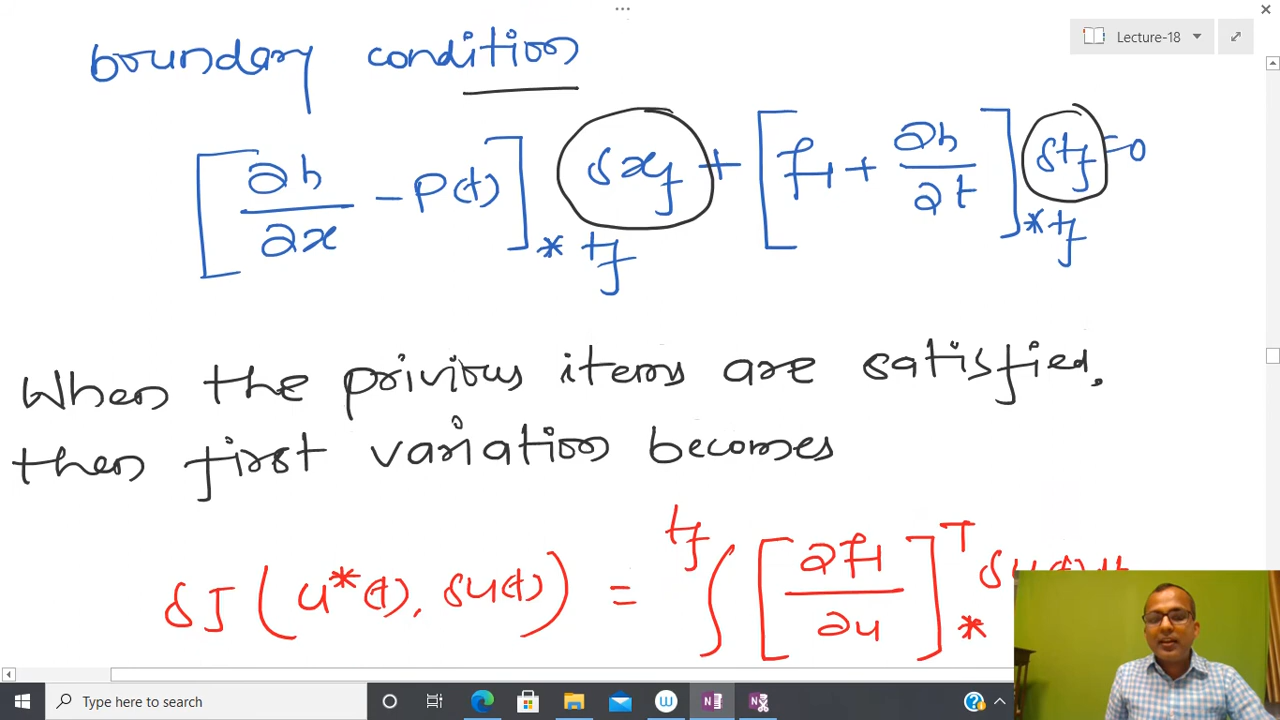 Lecture-18
boundary condition
[∂h/∂x - P(t)]* tf δxf + [H + ∂h/∂t]* tf δtf = 0
When the privious items are satisfied.
then first variation becomes
δJ(u*(t), δu(t)) = ∫ tf [∂H/∂u]T *
Type here to search